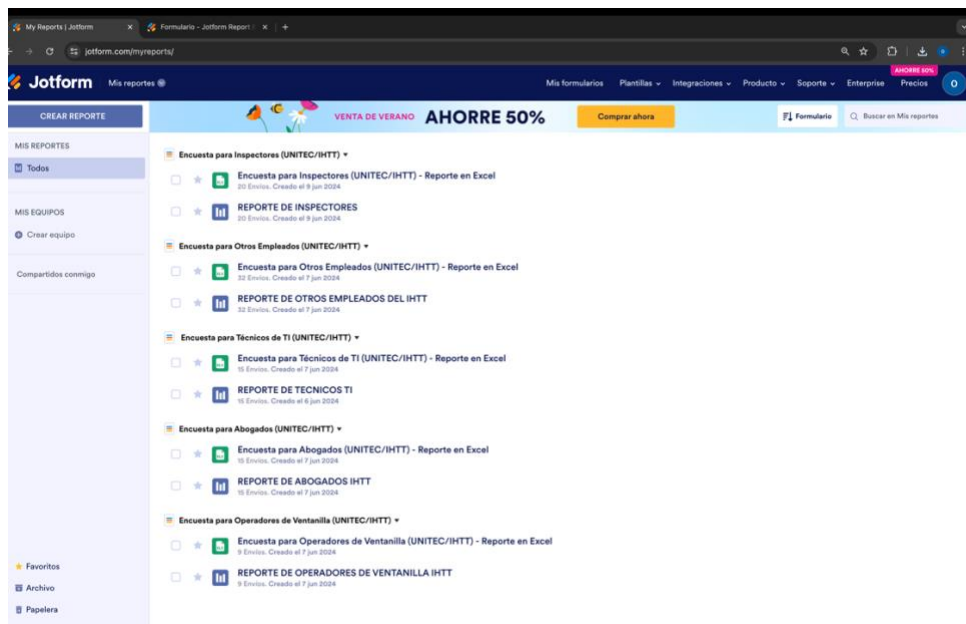 My Reports | Jotform
Formulario - Jotform Report
jotform.com/myreports/
Jotform
Mis reportes
Mis formularios
Plantillas
Integraciones
Producto
Soporte
Enterprise
AHORRE 50%
Precios
O
CREAR REPORTE
VENTA DE VERANO AHORRE 50%
Comprar ahora
Formulario
Buscar en Mis reportes
MIS REPORTES
Todos
MIS EQUIPOS
Crear equipo
Compartidos conmigo
Encuesta para Inspectores (UNITEC/IHTT)
Encuesta para Inspectores (UNITEC/IHTT) - Reporte en Excel
20 Envíos. Creado el 9 jun 2024
REPORTE DE INSPECTORES
20 Envíos. Creado el 9 jun 2024
Encuesta para Otros Empleados (UNITEC/IHTT)
Encuesta para Otros Empleados (UNITEC/IHTT) - Reporte en Excel
32 Envíos. Creado el 7 jun 2024
REPORTE DE OTROS EMPLEADOS DEL IHTT
32 Envíos. Creado el 7 jun 2024
Encuesta para Técnicos de TI (UNITEC/IHTT)
Encuesta para Técnicos de TI (UNITEC/IHTT) - Reporte en Excel
15 Envíos. Creado el 7 jun 2024
REPORTE DE TECNICOS TI
15 Envíos. Creado el 6 jun 2024
Encuesta para Abogados (UNITEC/IHTT)
Encuesta para Abogados (UNITEC/IHTT) - Reporte en Excel
15 Envíos. Creado el 7 jun 2024
REPORTE DE ABOGADOS IHTT
15 Envíos. Creado el 7 jun 2024
Encuesta para Operadores de Ventanilla (UNITEC/IHTT)
Encuesta para Operadores de Ventanilla (UNITEC/IHTT) - Reporte en Excel
9 Envíos. Creado el 7 jun 2024
REPORTE DE OPERADORES DE VENTANILLA IHTT
9 Envíos. Creado el 7 jun 2024
Favoritos
Archivo
Papelera